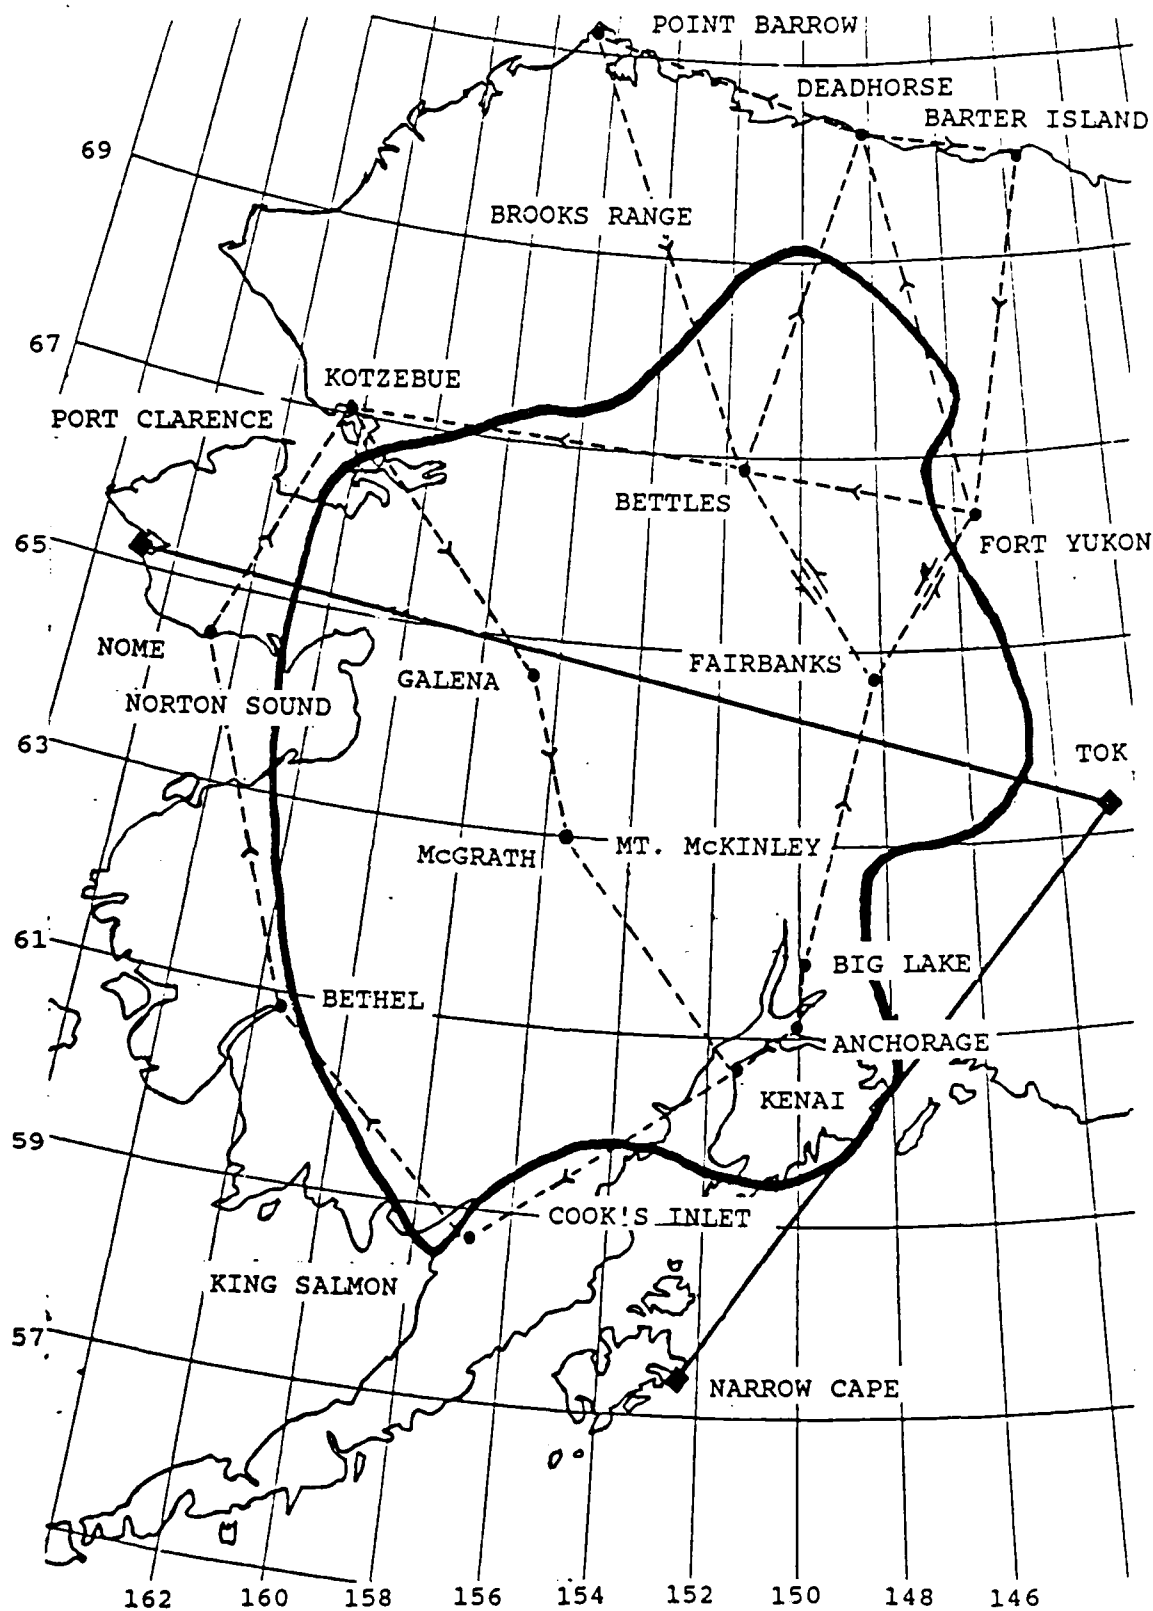 POINT BARROW
DEADHORSE
BARTER ISLAND
69
BROOKS RANGE
67
KOTZEBUE
PORT CLARENCE
BETTLES
65
FORT YUKON
NOME
FAIRBANKS
GALENA
NORTON SOUND
63
TOK
MT. McKINLEY
McGRATH
61
BIG LAKE
BETHEL
ANCHORAGE
KENAI
59
COOK'S INLET
KING SALMON
57
NARROW CAPE
162 160 158 156 154 152 150 148 146